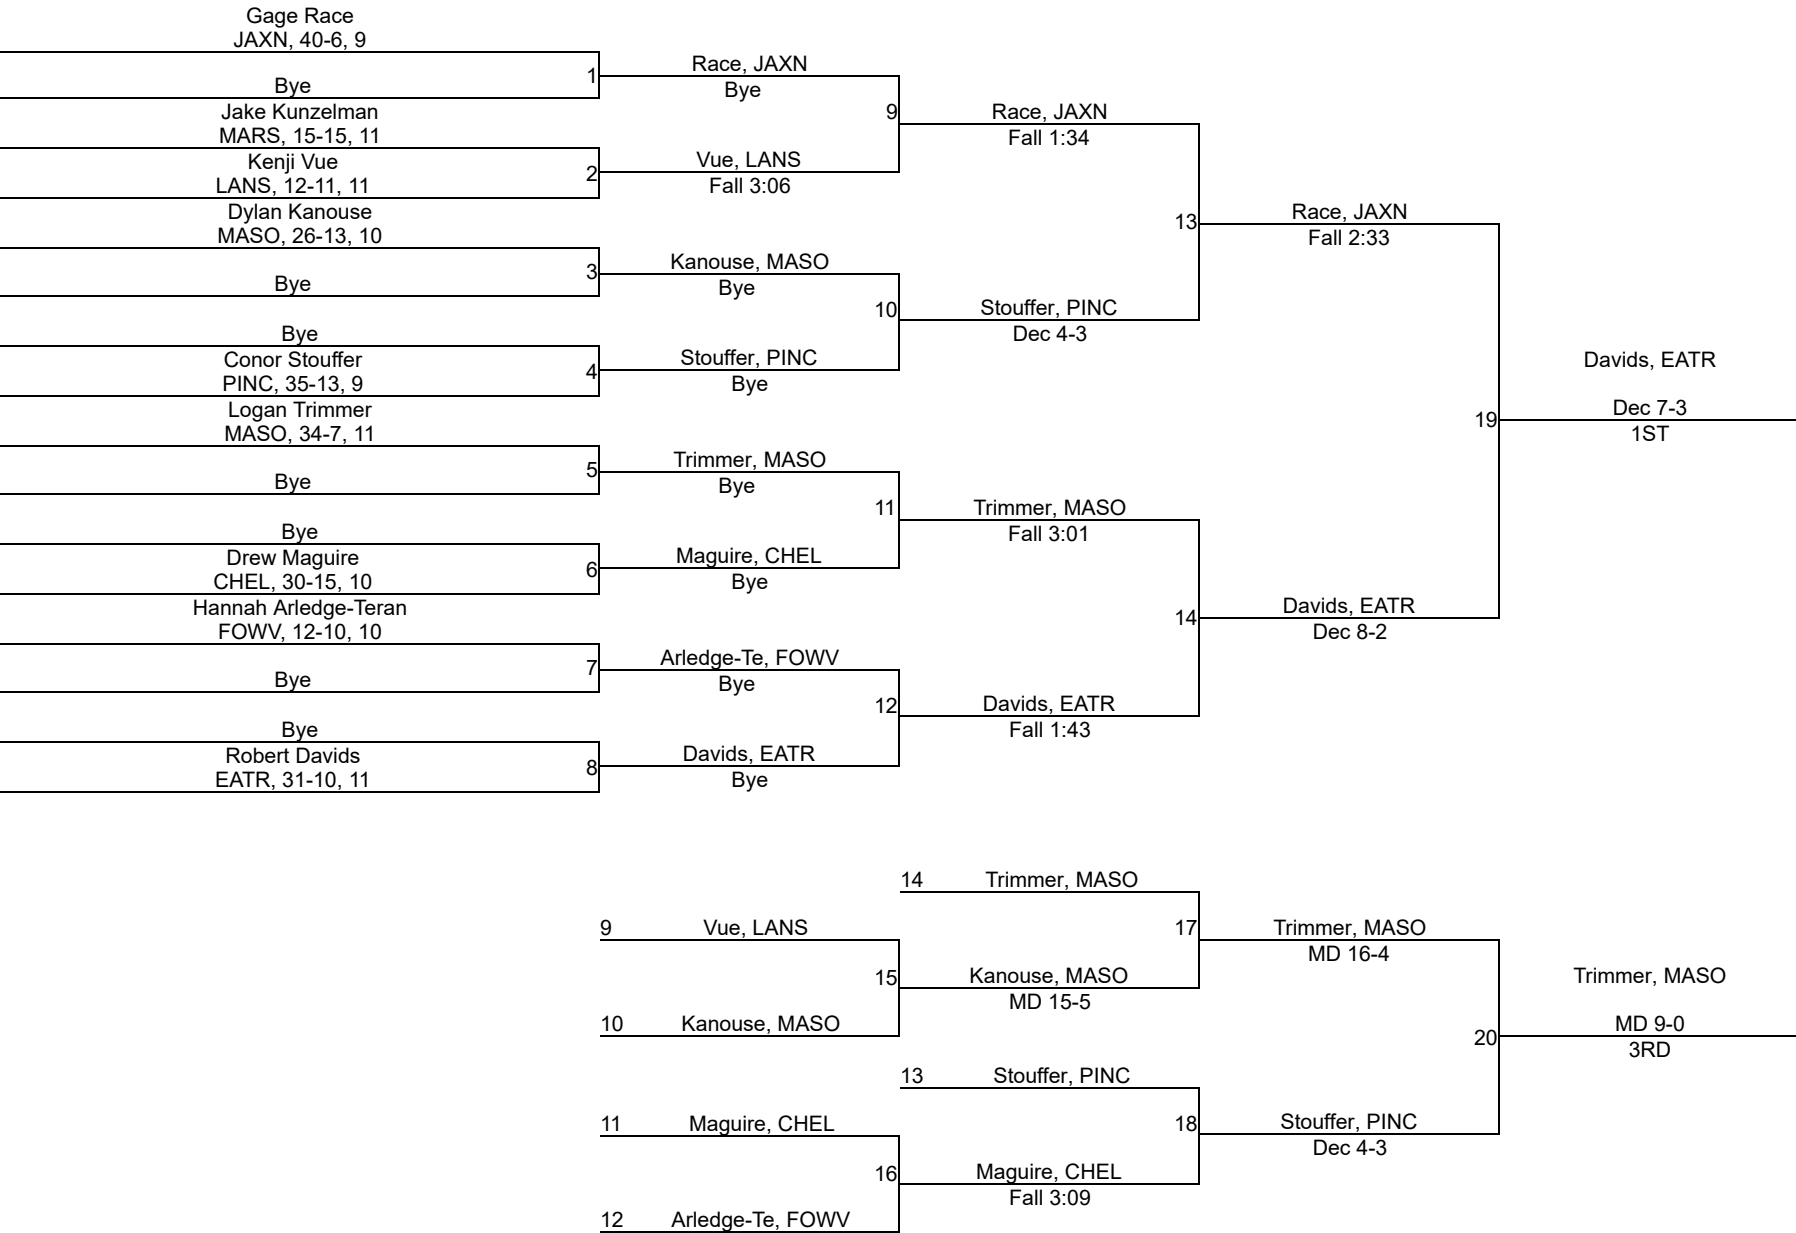 Gage Race
JAXN, 40-6, 9
Bye
1
Jake Kunzelman
MARS, 15-15, 11
Kenji Vue
LANS, 12-11, 11
2
Dylan Kanouse
MASO, 26-13, 10
Bye
3
Bye
Conor Stouffer
PINC, 35-13, 9
4
Logan Trimmer
MASO, 34-7, 11
Bye
5
Bye
Drew Maguire
CHEL, 30-15, 10
6
Hannah Arledge-Teran
FOWV, 12-10, 10
Bye
7
Bye
Robert Davids
EATR, 31-10, 11
8
Race, JAXN
Bye
9
Vue, LANS
Fall 3:06
Kanouse, MASO
Bye
10
Stouffer, PINC
Bye
Trimmer, MASO
Bye
11
Maguire, CHEL
Bye
Arledge-Te, FOWV
Bye
12
Davids, EATR
Bye
Race, JAXN
Fall 1:34
13
Stouffer, PINC
Dec 4-3
Trimmer, MASO
Fall 3:01
14
Davids, EATR
Fall 1:43
Race, JAXN
Fall 2:33
19
Davids, EATR
Dec 8-2
Davids, EATR
Dec 7-3
1ST
14 Trimmer, MASO
9 Vue, LANS
17
15
Kanouse, MASO
MD 15-5
10 Kanouse, MASO
13 Stouffer, PINC
11 Maguire, CHEL
18
16
Maguire, CHEL
Fall 3:09
12 Arledge-Te, FOWV
Trimmer, MASO
MD 16-4
20
Stouffer, PINC
Dec 4-3
Trimmer, MASO
MD 9-0
3RD